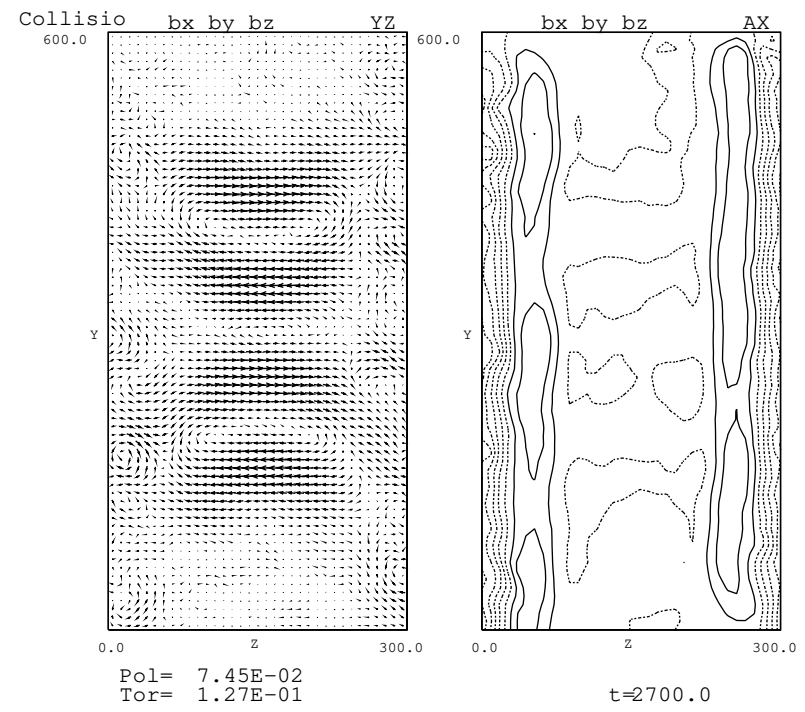 Collisio
bx by bz YZ
bx by bz AX
600.0
600.0
Y
Y
0.0 Z 300.0
0.0 Z 300.0
Pol= 7.45E-02
Tor= 1.27E-01
t=2700.0